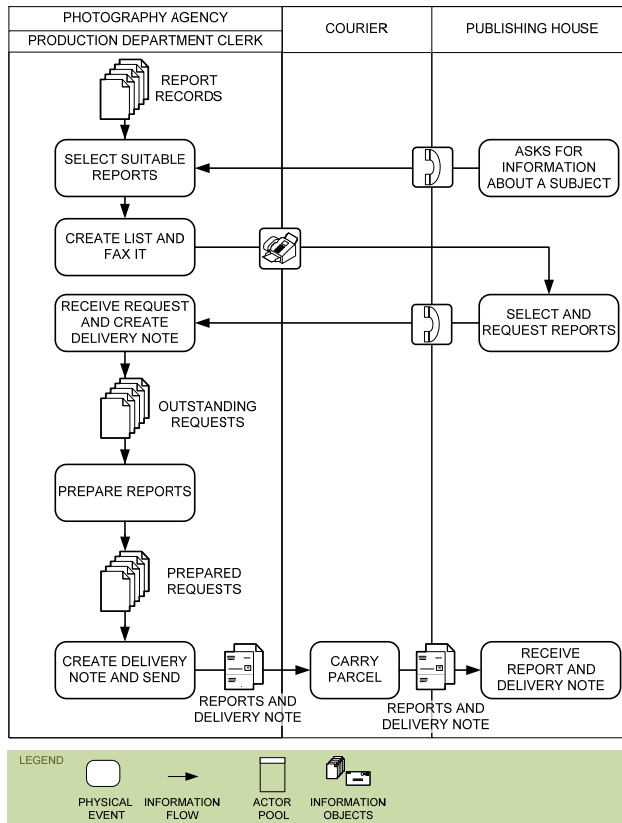 PHOTOGRAPHY AGENCY
COURIER
PUBLISHING HOUSE
PRODUCTION DEPARTMENT CLERK
REPORT
RECORDS
SELECT SUITABLE
REPORTS
ASKS FOR
INFORMATION
ABOUT A SUBJECT
CREATE LIST AND
FAX IT
RECEIVE REQUEST
AND CREATE
DELIVERY NOTE
SELECT AND
REQUEST REPORTS
OUTSTANDING
REQUESTS
PREPARE REPORTS
PREPARED
REQUESTS
CREATE DELIVERY
NOTE AND SEND
REPORTS AND
DELIVERY NOTE
CARRY
PARCEL
REPORTS AND
DELIVERY NOTE
RECEIVE
REPORT AND
DELIVERY NOTE
LEGEND
PHYSICAL
EVENT
INFORMATION
FLOW
ACTOR
POOL
INFORMATION
OBJECTS